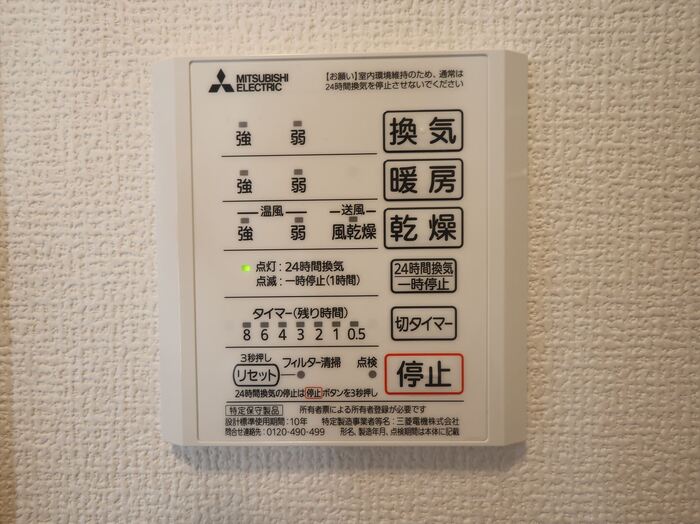 MITSUBISHI ELECTRIC
【お願い】室内環境維持のため、通常は
24時間換気を停止させないでください
強 弱 換気
強 弱 暖房
温風 送風
強 弱 風乾燥 乾燥
点灯：24時間換気
点滅：一時停止(1時間)
24時間換気
一時停止
タイマー(残り時間)
8 6 4 3 2 1 0.5
切タイマー
3秒押し
リセット フィルター清掃 点検
停止
24時間換気の停止は停止ボタンを3秒押し
特定保守製品 所有者票による所有者登録が必要です
設計標準使用期間：10年 特定製造事業者等名：三菱電機株式会社
問合せ連絡先：0120-490-499 形名、製造年月、点検期間は本体に記載